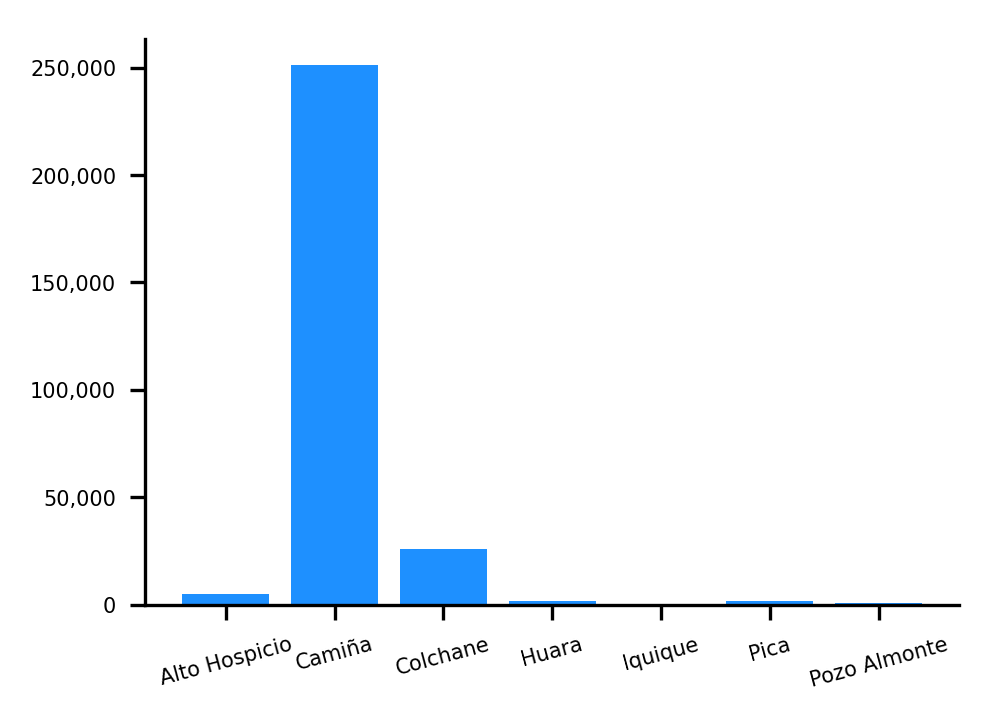 250,000
200,000
150,000
100,000
50,000
0
Alto Hospicio
Camiña
Colchane
Huara
Iquique
Pica
Pozo Almonte